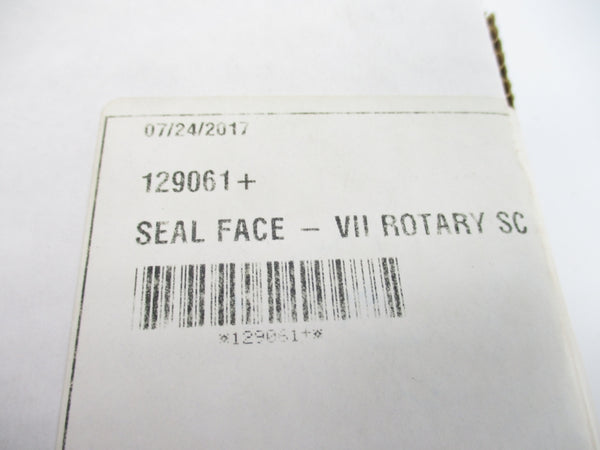 07/24/2017
129061+
SEAL FACE - VII ROTARY SC
*129061+*